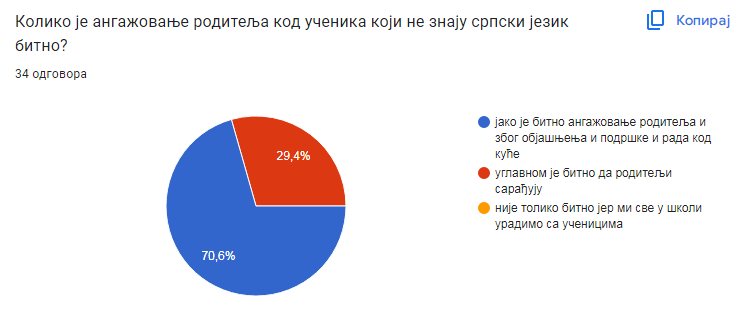 Колико је ангажовање родитеља код ученика који не знају српски језик
битно?
Копирај
34 одговора
29,4%
70,6%
јако је битно ангажовање родитеља и
због објашњења и подршке и рада код
куће
углавном је битно да родитељи
сарађују
није толико битно јер ми све у школи
урадимо са ученицима